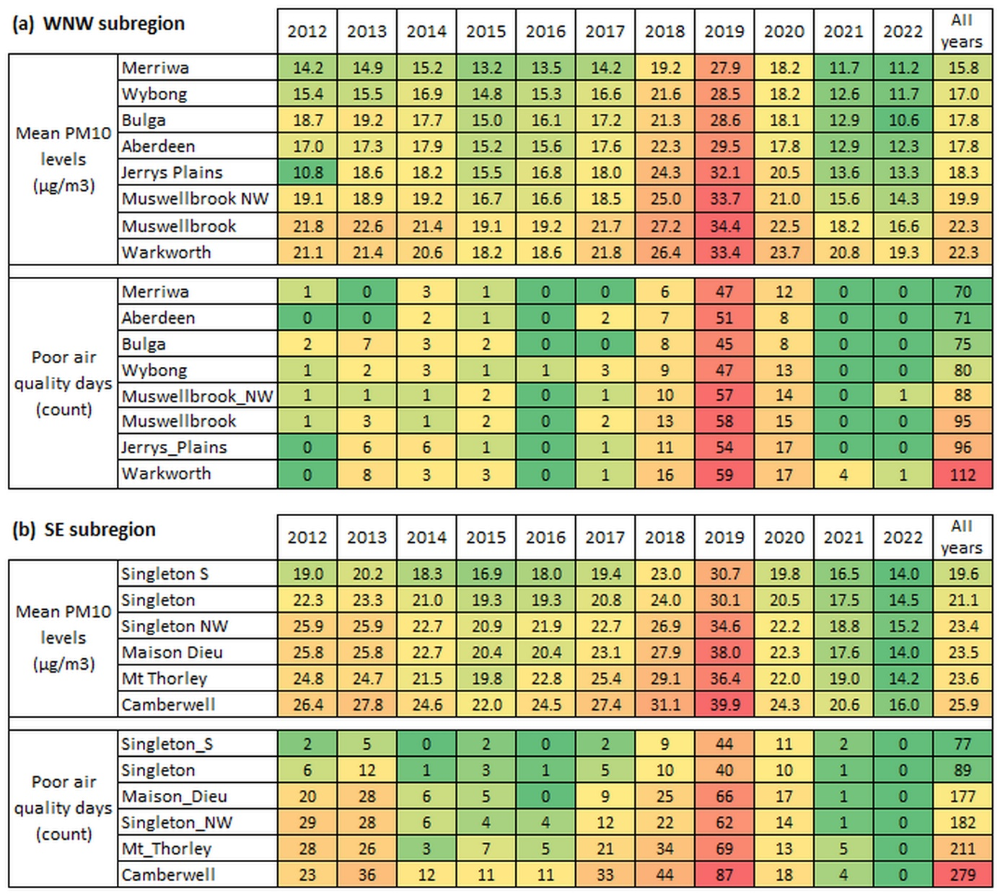 (a) WNW subregion 2012 2013 2014 2015 2016 2017 2018 2019 2020 2021 2022 All years
Mean PM10 levels (µg/m3)
Merriwa 14.2 14.9 15.2 13.2 13.5 14.2 19.2 27.9 18.2 11.7 11.2 15.8
Wybong 15.4 15.5 16.9 14.8 15.3 16.6 21.6 28.5 18.2 12.6 11.7 17.0
Bulga 18.7 19.2 17.7 15.0 16.1 17.2 21.3 28.6 18.1 12.9 10.6 17.8
Aberdeen 17.0 17.3 17.9 15.2 15.6 17.6 22.3 29.5 17.8 12.9 12.3 17.8
Jerrys Plains 10.8 18.6 18.2 15.5 16.8 18.0 24.3 32.1 20.5 13.6 13.3 18.3
Muswellbrook NW 19.1 18.9 19.2 16.7 16.6 18.5 25.0 33.7 21.0 15.6 14.3 19.9
Muswellbrook 21.8 22.6 21.4 19.1 19.2 21.7 27.2 34.4 22.5 18.2 16.6 22.3
Warkworth 21.1 21.4 20.6 18.2 18.6 21.8 26.4 33.4 23.7 20.8 19.3 22.3
Poor air quality days (count)
Merriwa 1 0 3 1 0 0 6 47 12 0 0 70
Aberdeen 0 0 2 1 0 2 7 51 8 0 0 71
Bulga 2 7 3 2 0 0 8 45 8 0 0 75
Wybong 1 2 3 1 1 3 9 47 13 0 0 80
Muswellbrook_NW 1 1 1 2 0 1 10 57 14 0 1 88
Muswellbrook 1 3 1 2 0 2 13 58 15 0 0 95
Jerrys_Plains 0 6 6 1 0 1 11 54 17 0 0 96
Warkworth 0 8 3 3 0 1 16 59 17 4 1 112
(b) SE subregion 2012 2013 2014 2015 2016 2017 2018 2019 2020 2021 2022 All years
Mean PM10 levels (µg/m3)
Singleton S 19.0 20.2 18.3 16.9 18.0 19.4 23.0 30.7 19.8 16.5 14.0 19.6
Singleton 22.3 23.3 21.0 19.3 19.3 20.8 24.0 30.1 20.5 17.5 14.5 21.1
Singleton NW 25.9 25.9 22.7 20.9 21.9 22.7 26.9 34.6 22.2 18.8 15.2 23.4
Maison Dieu 25.8 25.8 22.7 20.4 20.4 23.1 27.9 38.0 22.3 17.6 14.0 23.5
Mt Thorley 24.8 24.7 21.5 19.8 22.8 25.4 29.1 36.4 22.0 19.0 14.2 23.6
Camberwell 26.4 27.8 24.6 22.0 24.5 27.4 31.1 39.9 24.3 20.6 16.0 25.9
Poor air quality days (count)
Singleton_S 2 5 0 2 0 2 9 44 11 2 0 77
Singleton 6 12 1 3 1 5 10 40 10 1 0 89
Maison_Dieu 20 28 6 5 0 9 25 66 17 1 0 177
Singleton_NW 29 28 6 4 4 12 22 62 14 1 0 182
Mt_Thorley 28 26 3 7 5 21 34 69 13 5 0 211
Camberwell 23 36 12 11 11 33 44 87 18 4 0 279